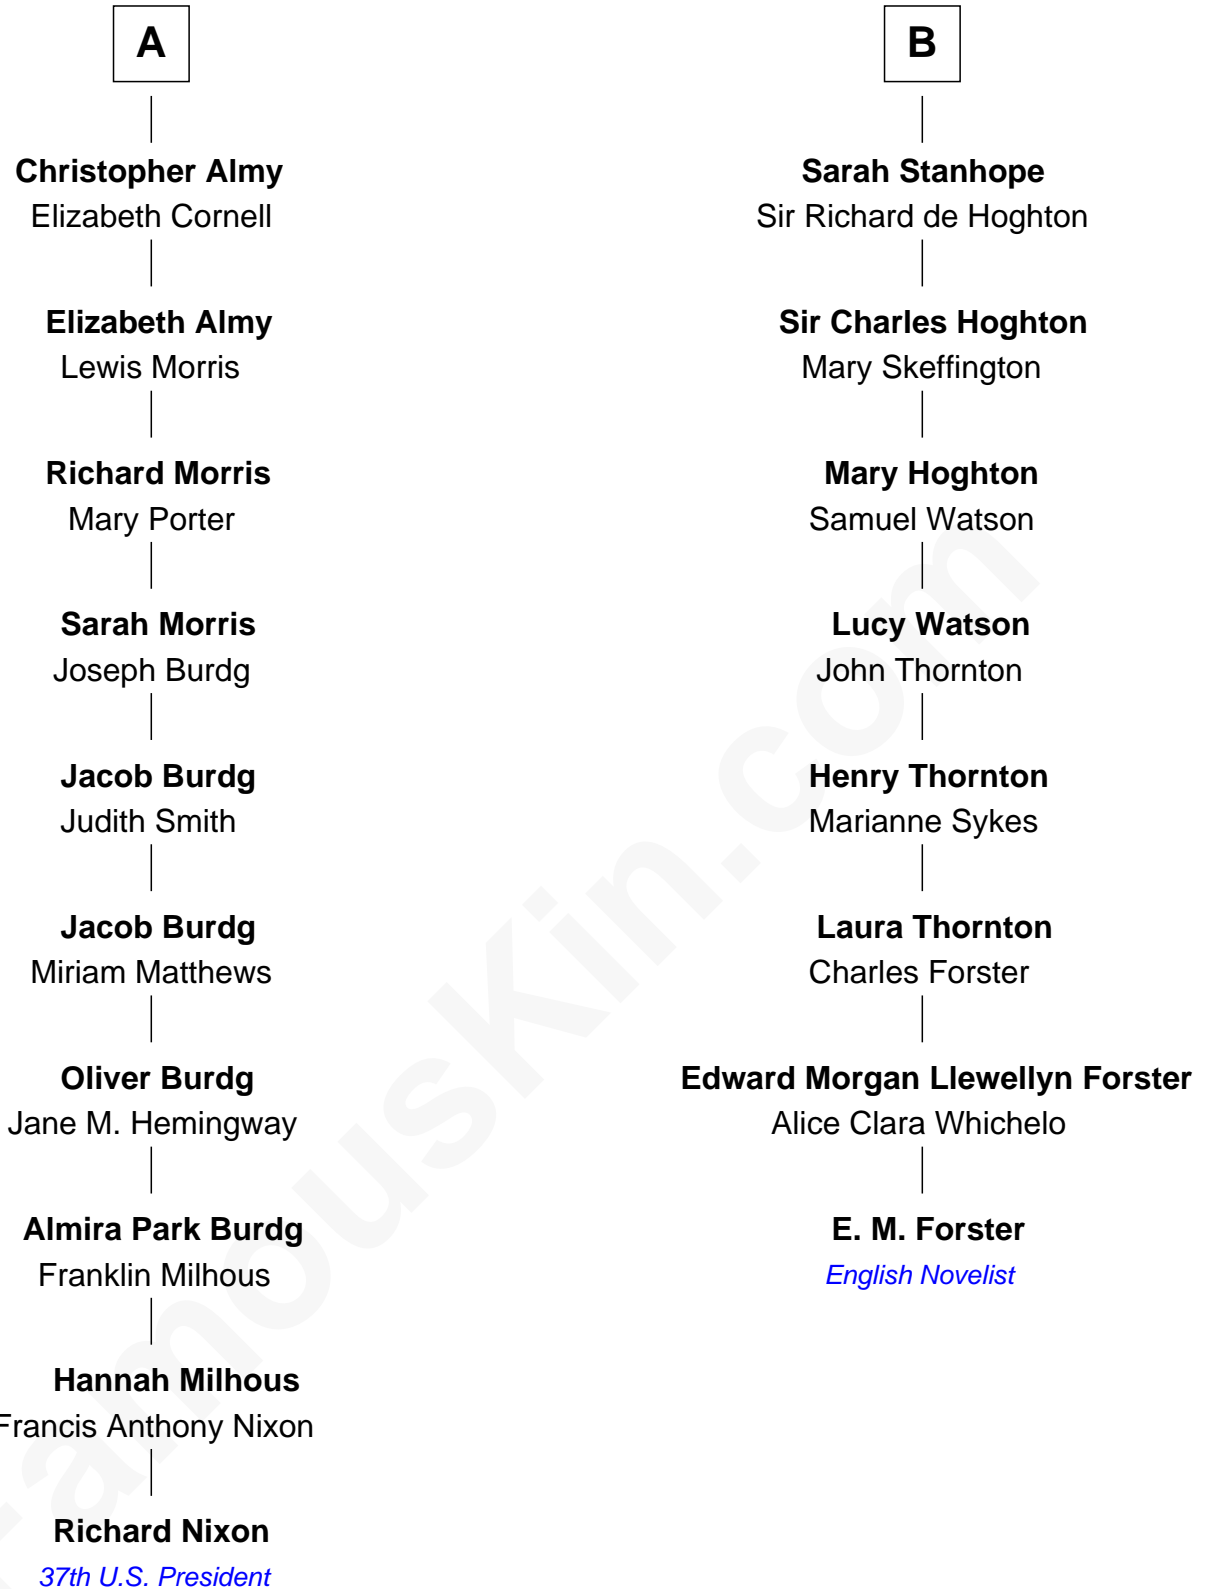 A
Christopher Almy
Elizabeth Cornell
Elizabeth Almy
Lewis Morris
Richard Morris
Mary Porter
Sarah Morris
Joseph Burdg
Jacob Burdg
Judith Smith
Jacob Burdg
Miriam Matthews
Oliver Burdg
Jane M. Hemingway
Almira Park Burdg
Franklin Milhous
Hannah Milhous
Francis Anthony Nixon
Richard Nixon
37th U.S. President
B
Sarah Stanhope
Sir Richard de Hoghton
Sir Charles Hoghton
Mary Skeffington
Mary Hoghton
Samuel Watson
Lucy Watson
John Thornton
Henry Thornton
Marianne Sykes
Laura Thornton
Charles Forster
Edward Morgan Llewellyn Forster
Alice Clara Whichelo
E. M. Forster
English Novelist
FamousKin.com